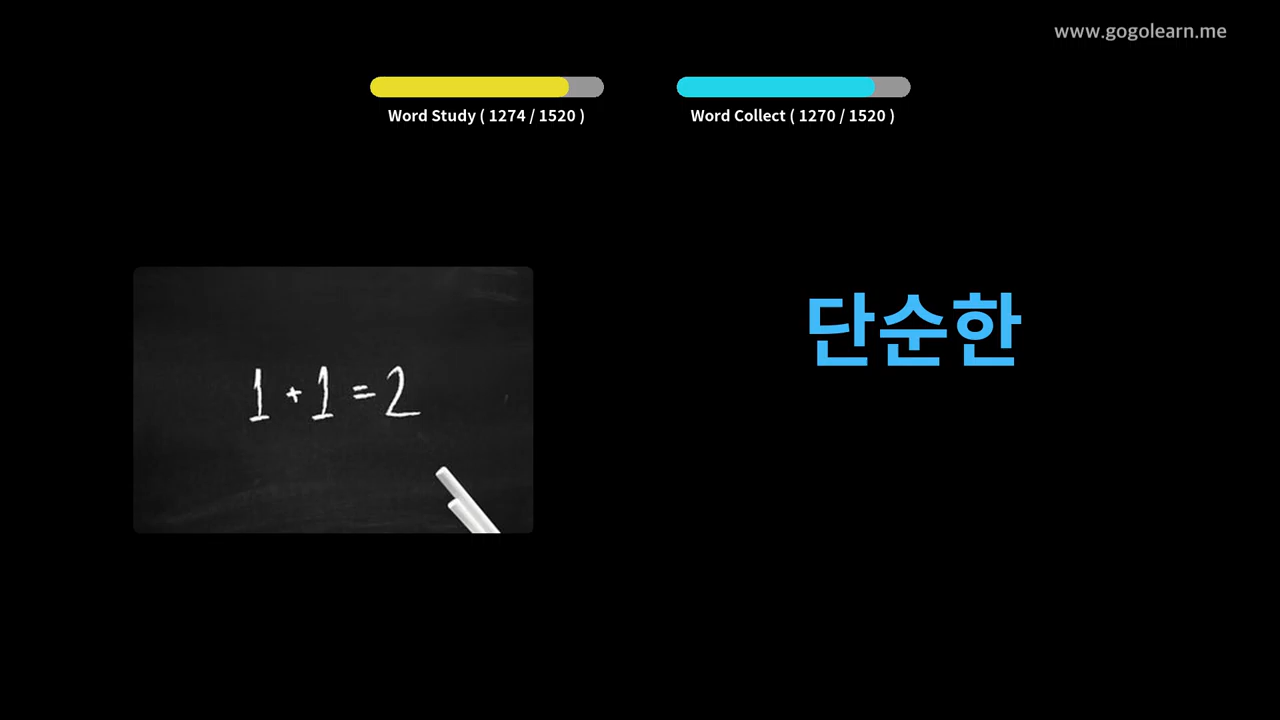 www.gogolearn.me
Word Study ( 1274 / 1520 )
Word Collect ( 1270 / 1520 )
1 + 1 = 2
단순한